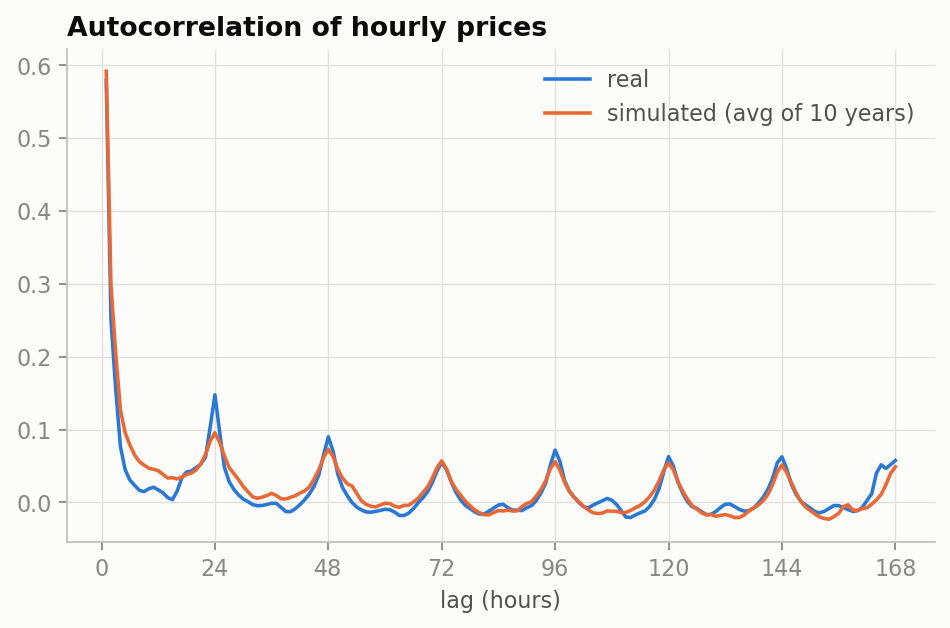 Autocorrelation of hourly prices
real
simulated (avg of 10 years)
0.6
0.5
0.4
0.3
0.2
0.1
0.0
0 24 48 72 96 120 144 168
lag (hours)